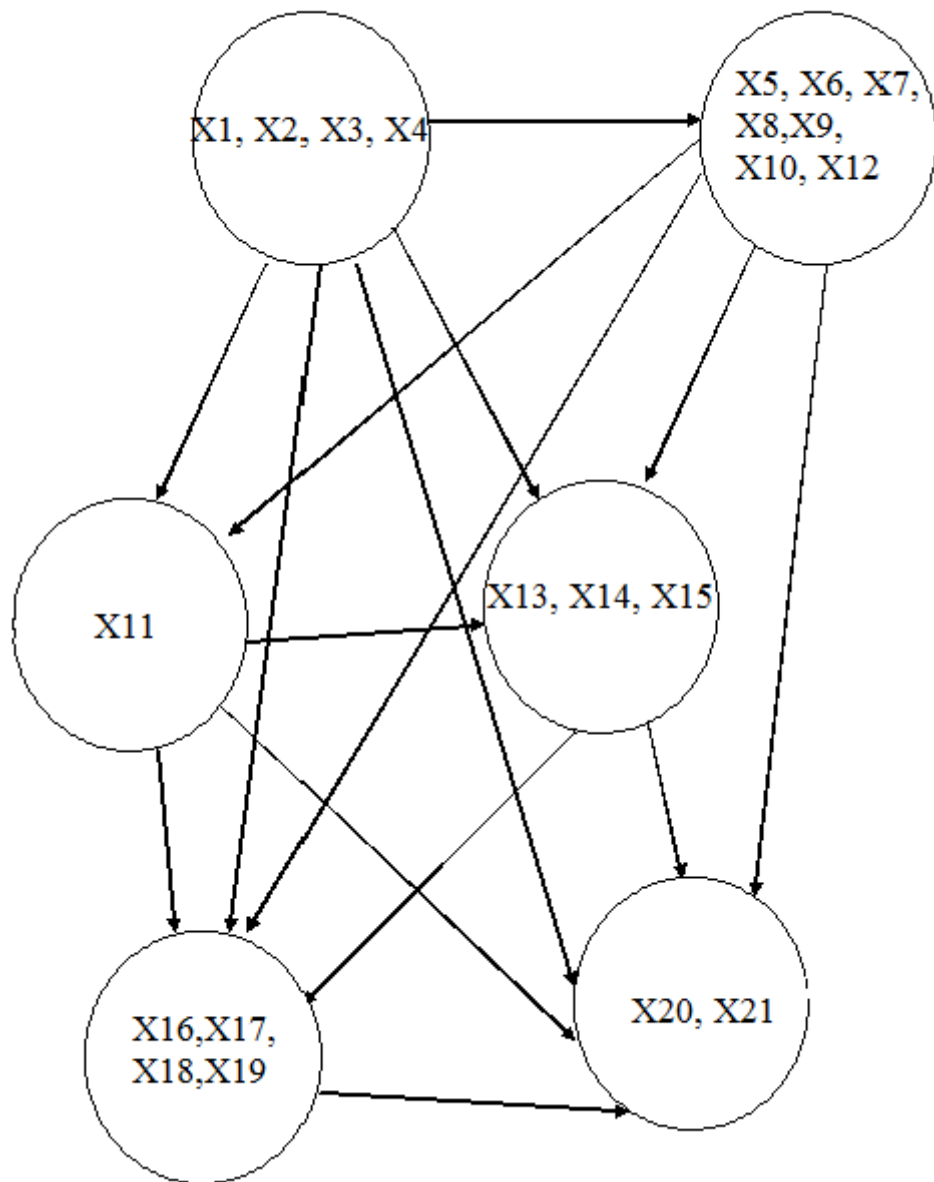 X1, X2, X3, X4
X5, X6, X7,
X8,X9,
X10, X12
X11
X13, X14, X15
X16,X17,
X18,X19
X20, X21